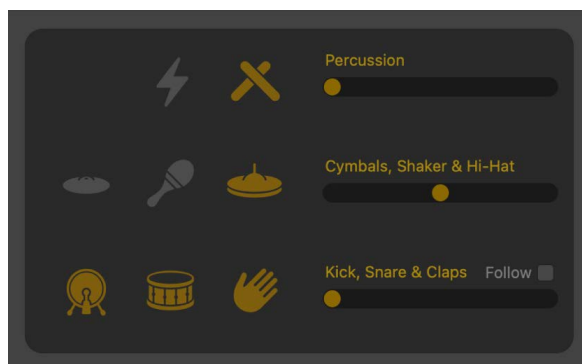 Percussion
Cymbals, Shaker & Hi-Hat
Kick, Snare & Claps Follow